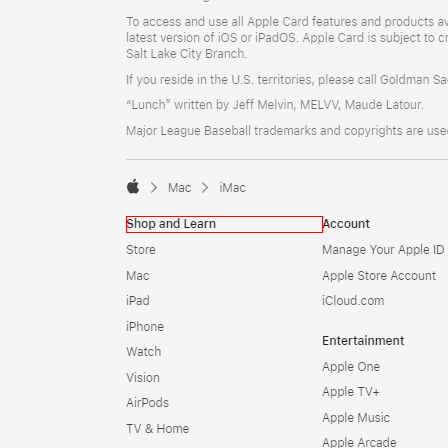 To access and use all Apple Card features and products av
latest version of iOS or iPadOS. Apple Card is subject to cr
Salt Lake City Branch.
If you reside in the U.S. territories, please call Goldman Sa
“Lunch” written by Jeff Melvin, MELVV, Maude Latour.
Major League Baseball trademarks and copyrights are use
Mac iMac
Shop and Learn Account
Store Manage Your Apple ID
Mac Apple Store Account
iPad iCloud.com
iPhone
Entertainment
Watch
Apple One
Vision
Apple TV+
AirPods
Apple Music
TV & Home
Apple Arcade